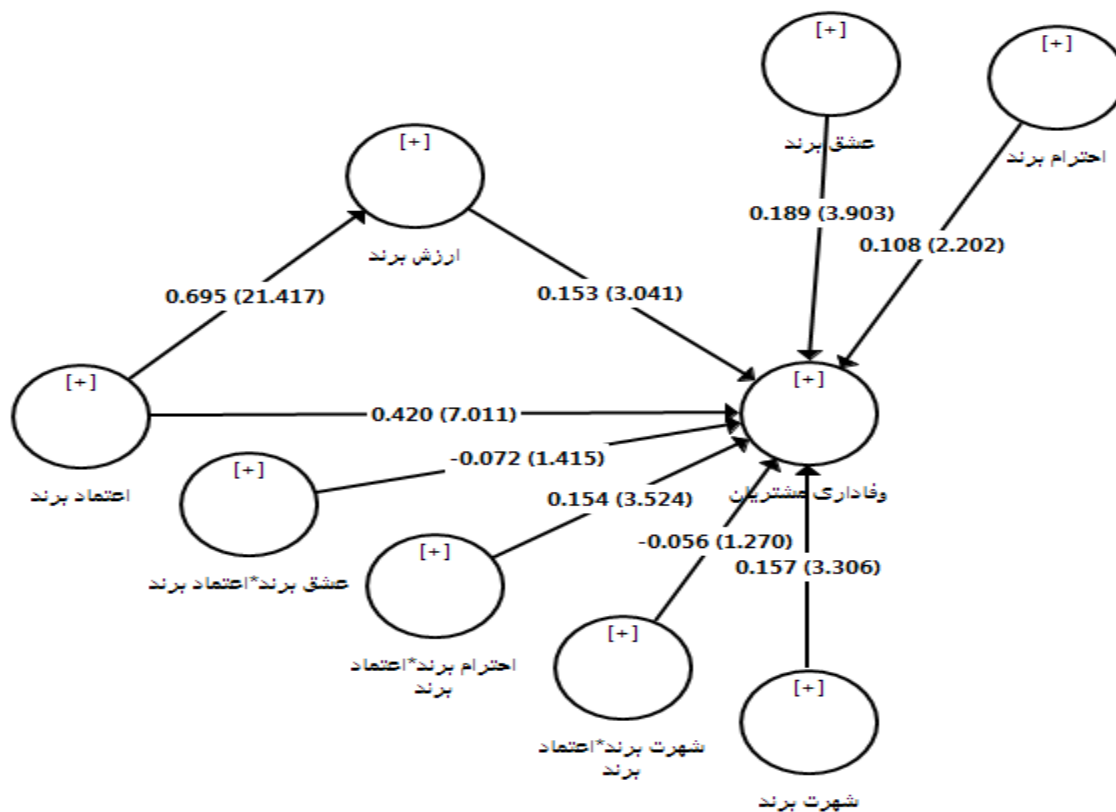 [+]
[+]
عشق برند
احترام برند
[+]
ارزش برند
0.189 (3.903)
0.108 (2.202)
0.695 (21.417)
0.153 (3.041)
[+]
[+]
اعتماد برند
0.420 (7.011)
وفاداری مشتریان
[+]
-0.072 (1.415)
عشق برند*اعتماد برند
[+]
0.154 (3.524)
احترام برند*اعتماد
برند
[+]
-0.056 (1.270)
شهرت برند*اعتماد
برند
0.157 (3.306)
[+]
شهرت برند